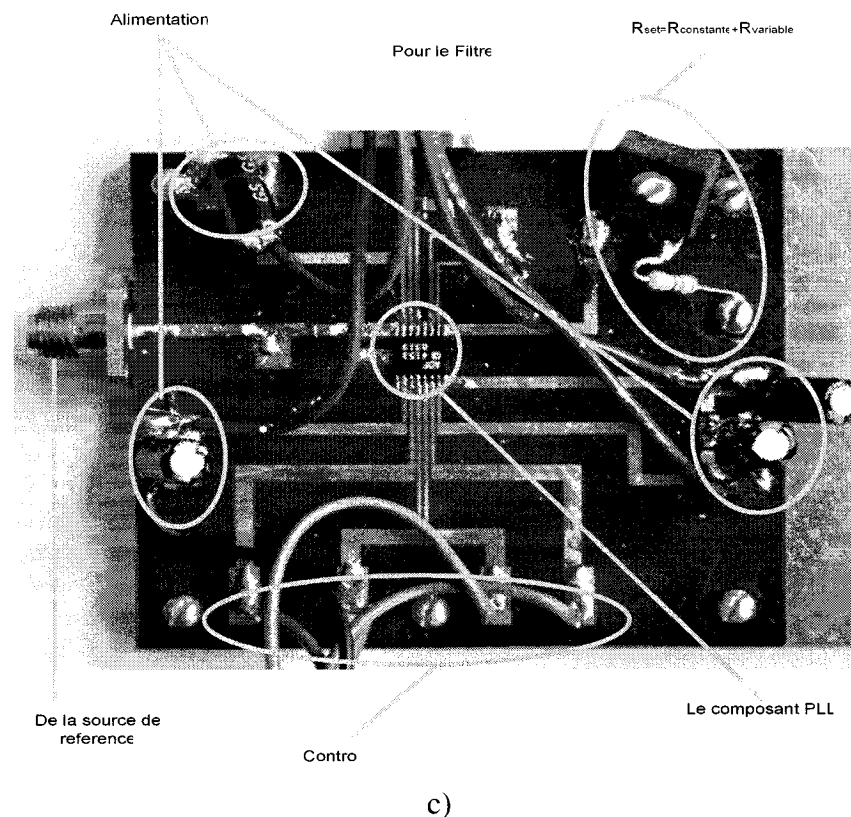 Alimentation
Pour le Filtre
Rset=Rconstante+Rvariable
De la source de
reference
Contro
Le composant PLL
c)